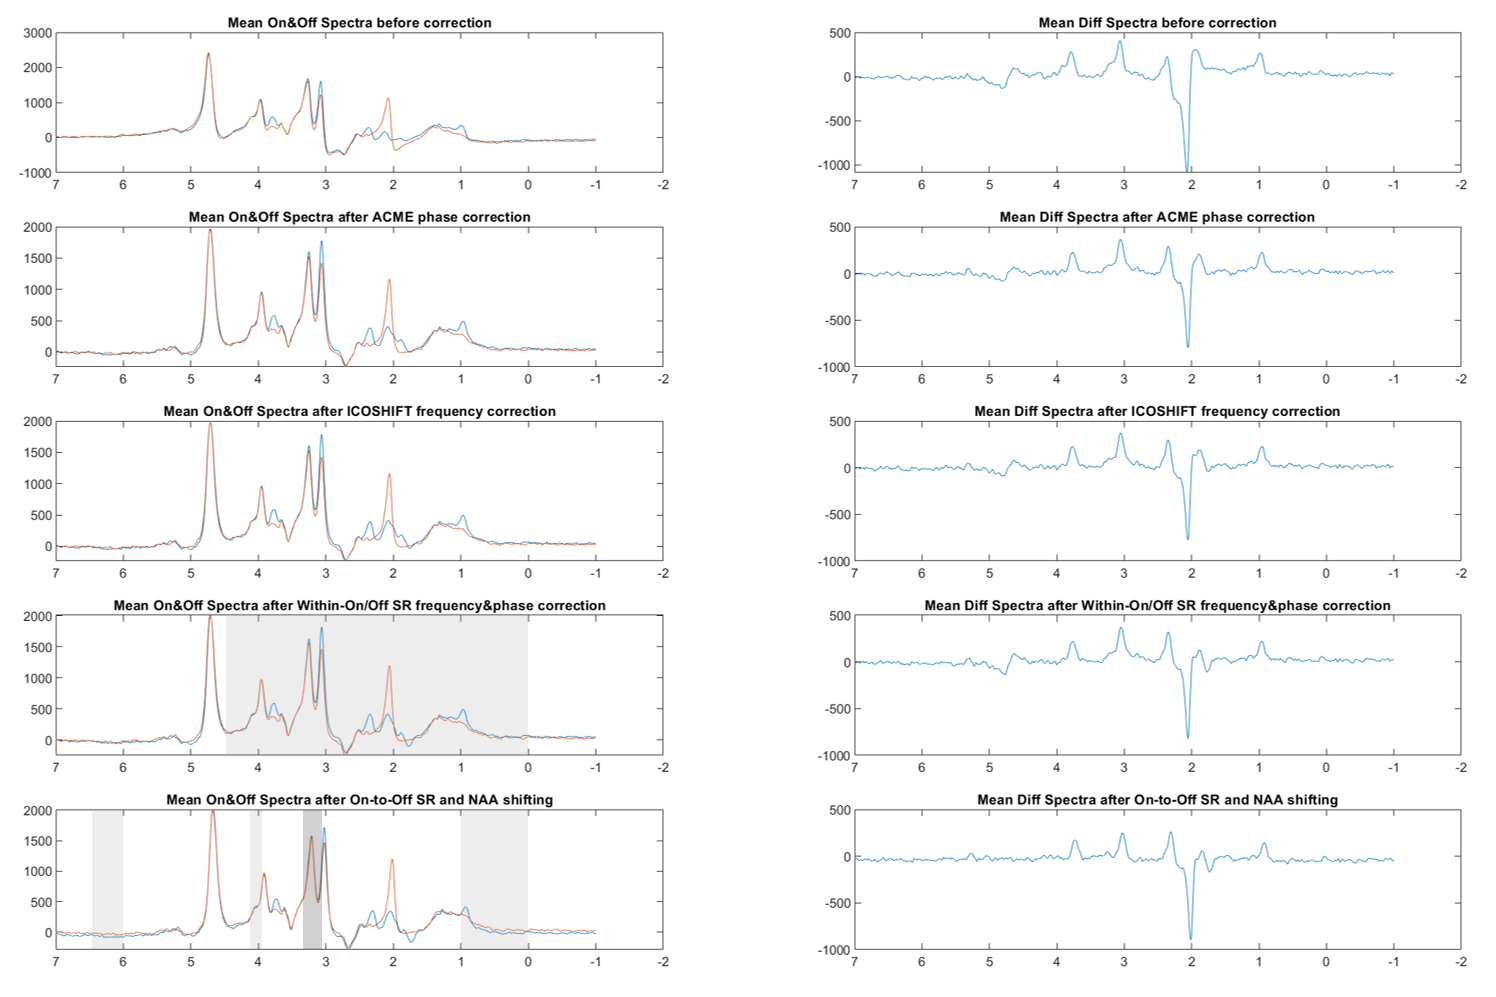 Mean On&Off Spectra before correction
3000
2000
1000
0
-1000
7 6 5 4 3 2 1 0 -1 -2
Mean Diff Spectra before correction
500
0
-500
-1000
7 6 5 4 3 2 1 0 -1 -2
Mean On&Off Spectra after ACME phase correction
2000
1500
1000
500
0
7 6 5 4 3 2 1 0 -1 -2
Mean Diff Spectra after ACME phase correction
500
0
-500
-1000
7 6 5 4 3 2 1 0 -1 -2
Mean On&Off Spectra after ICOSHIFT frequency correction
2000
1500
1000
500
0
7 6 5 4 3 2 1 0 -1 -2
Mean Diff Spectra after ICOSHIFT frequency correction
500
0
-500
-1000
7 6 5 4 3 2 1 0 -1 -2
Mean On&Off Spectra after Within-On/Off SR frequency&phase correction
2000
1500
1000
500
0
7 6 5 4 3 2 1 0 -1 -2
Mean Diff Spectra after Within-On/Off SR frequency&phase correction
500
0
-500
-1000
7 6 5 4 3 2 1 0 -1 -2
Mean On&Off Spectra after On-to-Off SR and NAA shifting
2000
1500
1000
500
0
7 6 5 4 3 2 1 0 -1 -2
Mean Diff Spectra after On-to-Off SR and NAA shifting
500
0
-500
-1000
7 6 5 4 3 2 1 0 -1 -2